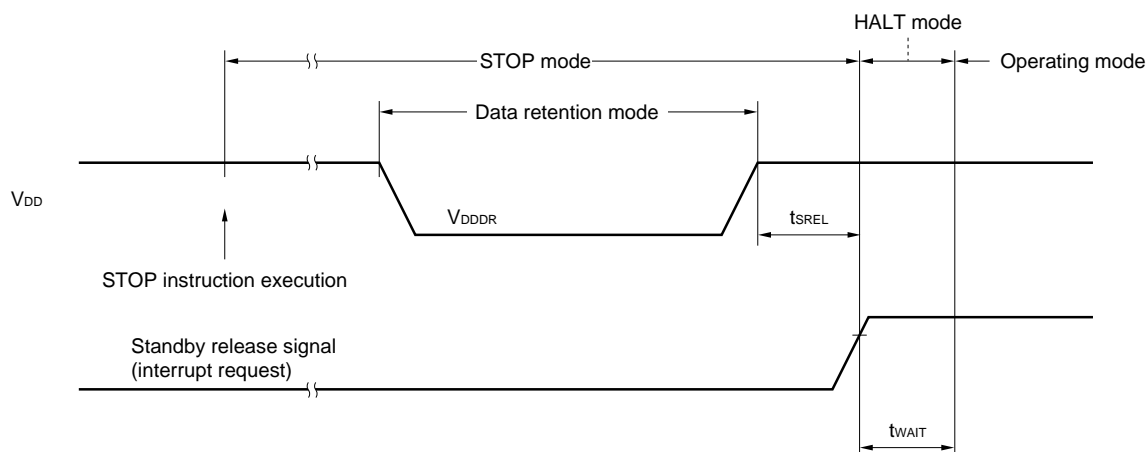 HALT mode
STOP mode
Operating mode
Data retention mode
VDD
VDDDR
tSREL
STOP instruction execution
Standby release signal
(interrupt request)
tWAIT